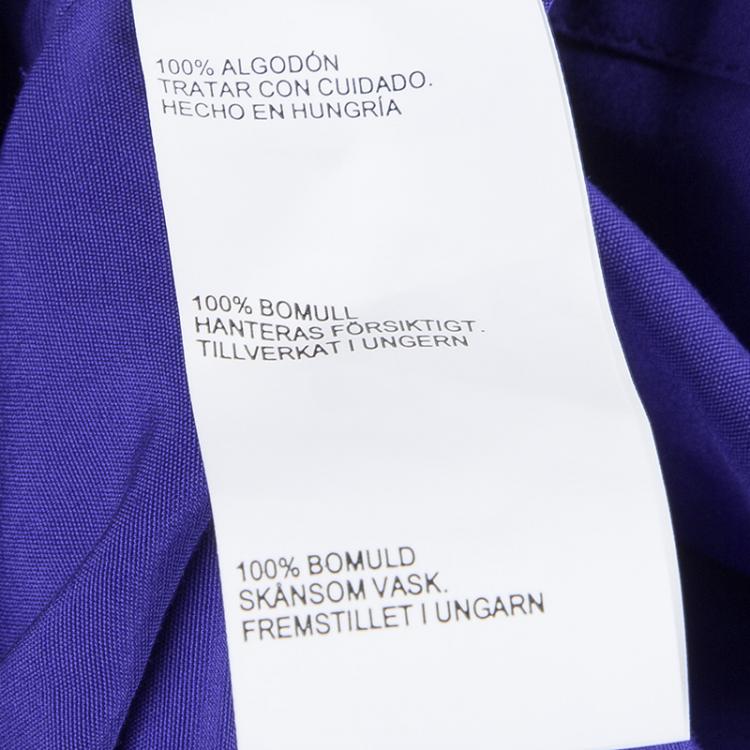 100% ALGODÓN
TRATAR CON CUIDADO.
HECHO EN HUNGRÍA
100% BOMULL
HANTERAS FÖRSIKTIGT.
TILLVERKAT I UNGERN
100% BOMULD
SKÅNSOM VASK.
FREMSTILLET I UNGARN